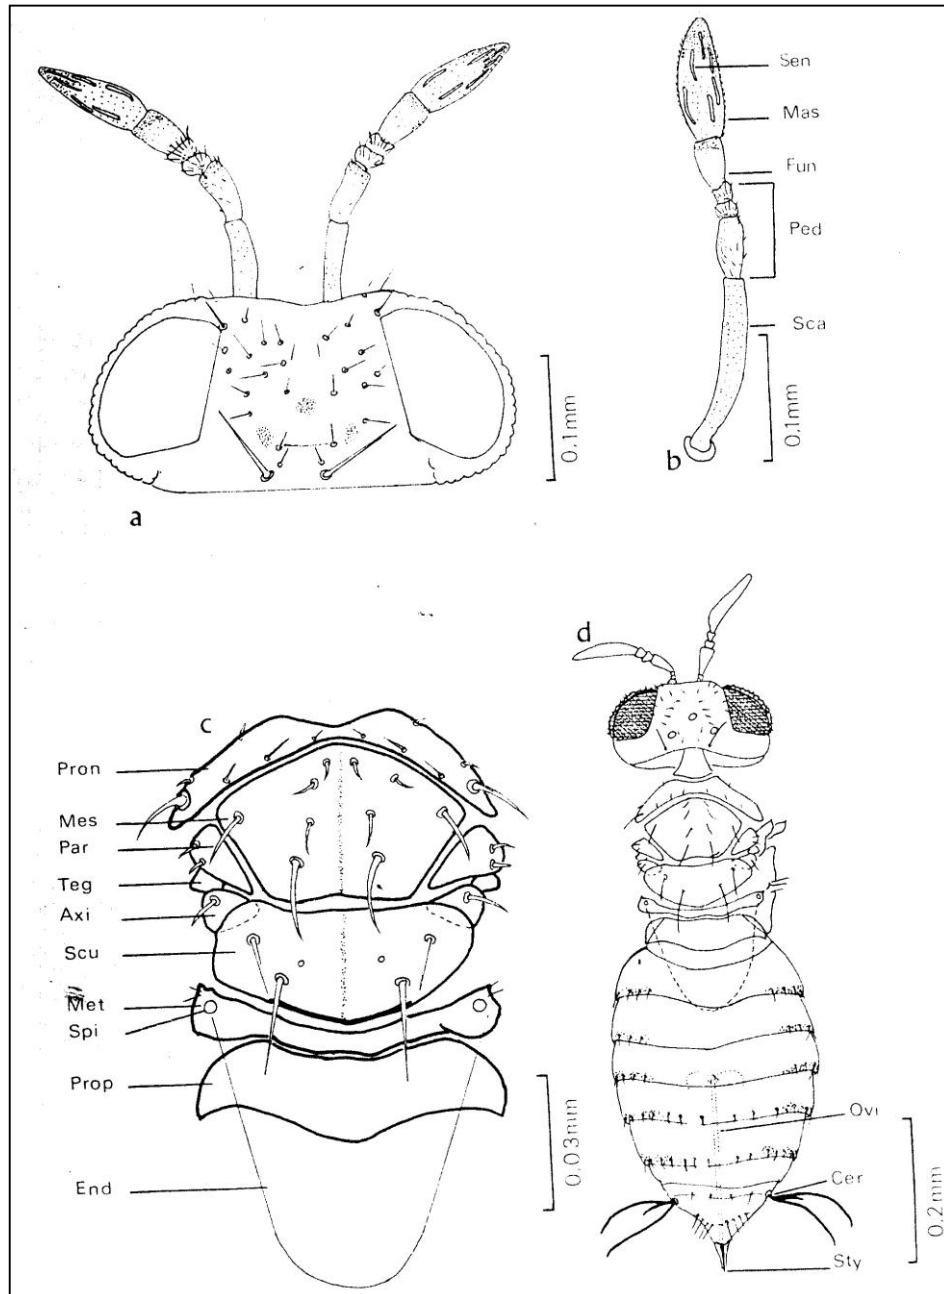 Sen
Mas
Fun
Ped
Sca
0.1mm
0.1mm
b
a
d
c
Pron
Mes
Par
Teg
Axi
Scu
Met
Spi
Prop
End
0.03mm
Ovi
Cer
Sty
0.2mm